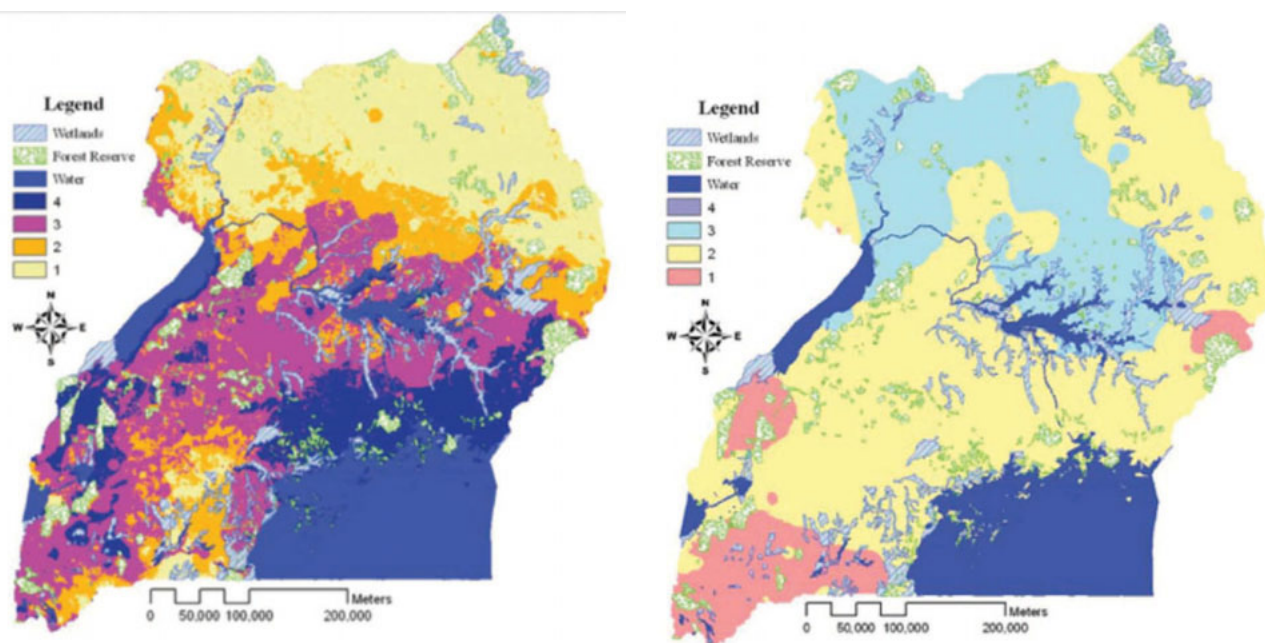 Legend
Wetlands
Forest Reserve
Water
4
3
2
1
N
W E
S
Meters
0 50,000 100,000 200,000
Legend
Wetlands
Forest Reserve
Water
4
3
2
1
N
W E
S
Meters
0 50,000 100,000 200,000